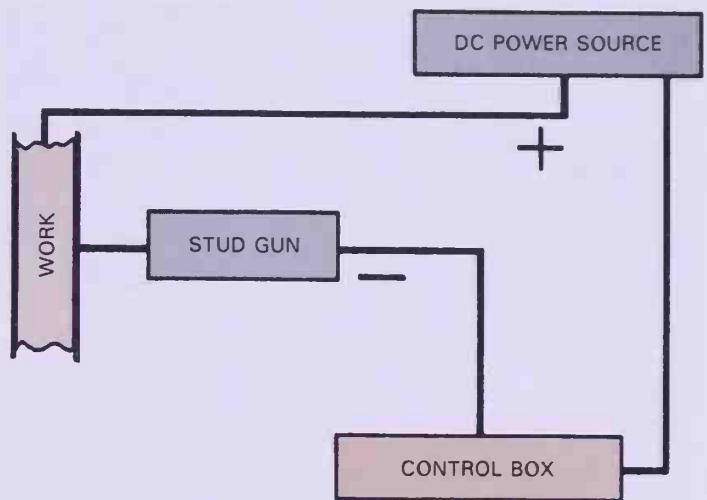 DC POWER SOURCE
+
WORK
STUD GUN
−
CONTROL BOX